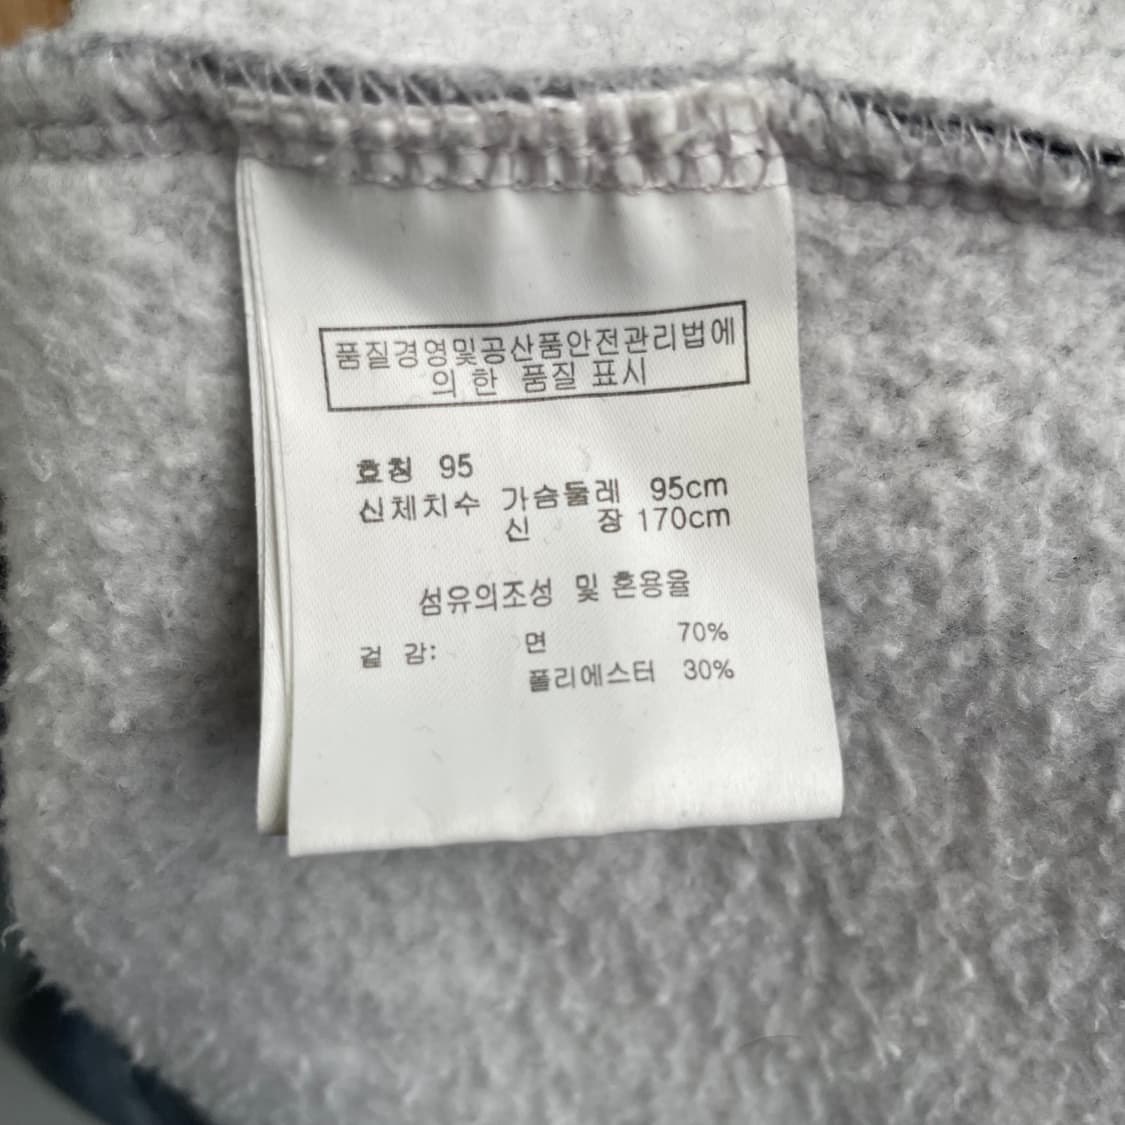 품질경영및공산품안전관리법에
의 한 품질 표시
호칭 95
신체치수 가슴둘레 95cm
신 장 170cm
섬유의조성 및 혼용율
겉 감: 면 70%
폴리에스터 30%